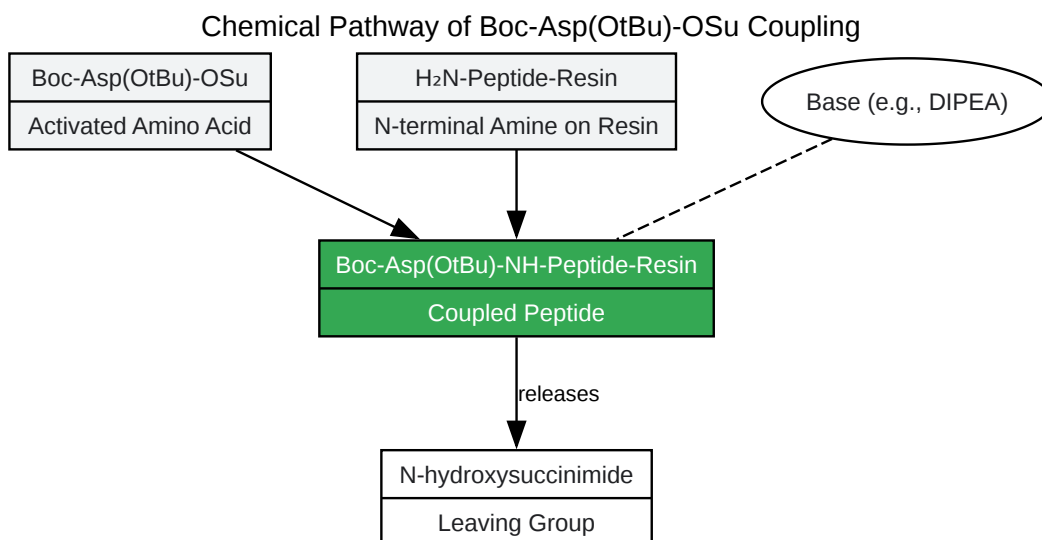 Chemical Pathway of Boc-Asp(OtBu)-OSu Coupling
Boc-Asp(OtBu)-OSu
Activated Amino Acid
H₂N-Peptide-Resin
N-terminal Amine on Resin
Base (e.g., DIPEA)
Boc-Asp(OtBu)-NH-Peptide-Resin
Coupled Peptide
releases
N-hydroxysuccinimide
Leaving Group